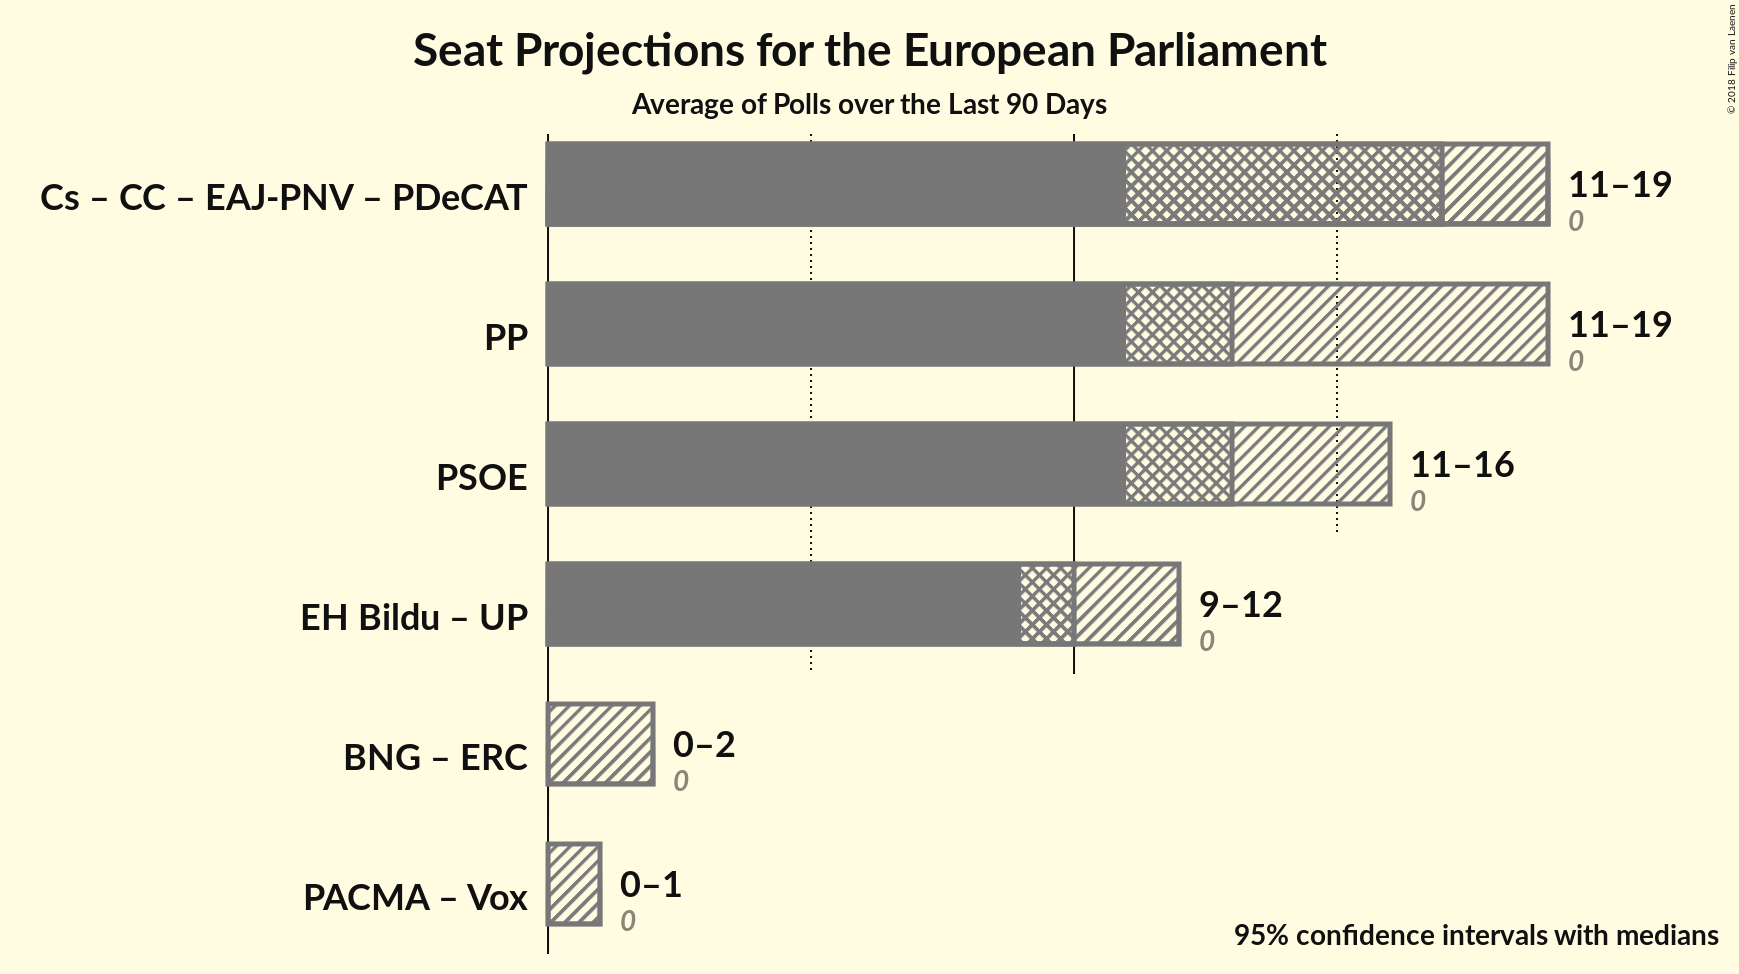 Seat Projections for the European Parliament
Average of Polls over the Last 90 Days
© 2018 Filip van Laenen
Cs – CC – EAJ-PNV – PDeCAT
11–19
0
PP
11–19
0
PSOE
11–16
0
EH Bildu – UP
9–12
0
BNG – ERC
0–2
0
PACMA – Vox
0–1
0
95% confidence intervals with medians